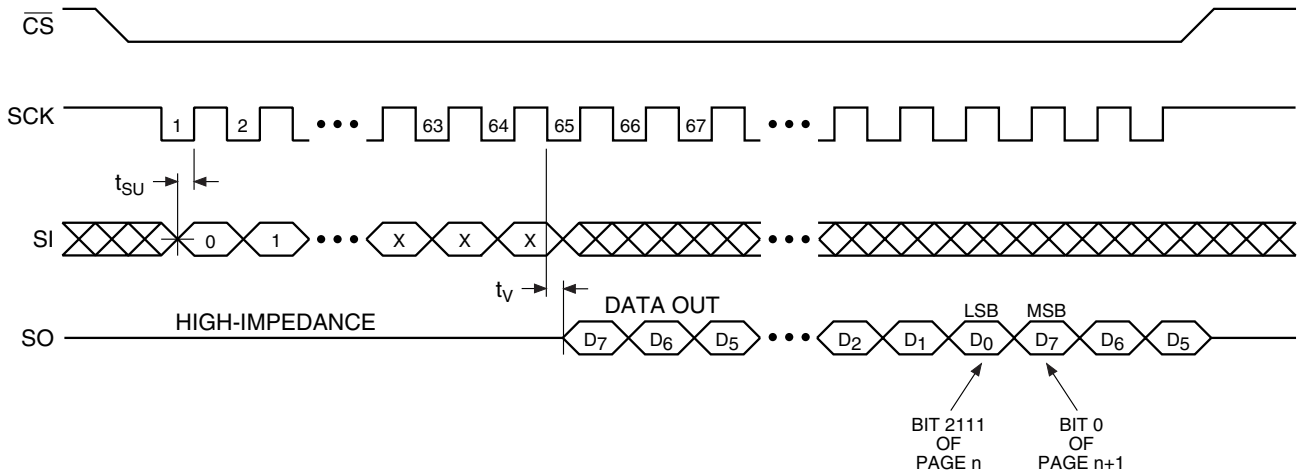 CS
SCK 1 2 ••• 63 64 65 66 67 •••
tSU
SI 0 1 ••• X X X •••
tV
DATA OUT
LSB MSB
HIGH-IMPEDANCE
SO D7 D6 D5 ••• D2 D1 D0 D7 D6 D5
BIT 2111
OF
PAGE n
BIT 0
OF
PAGE n+1